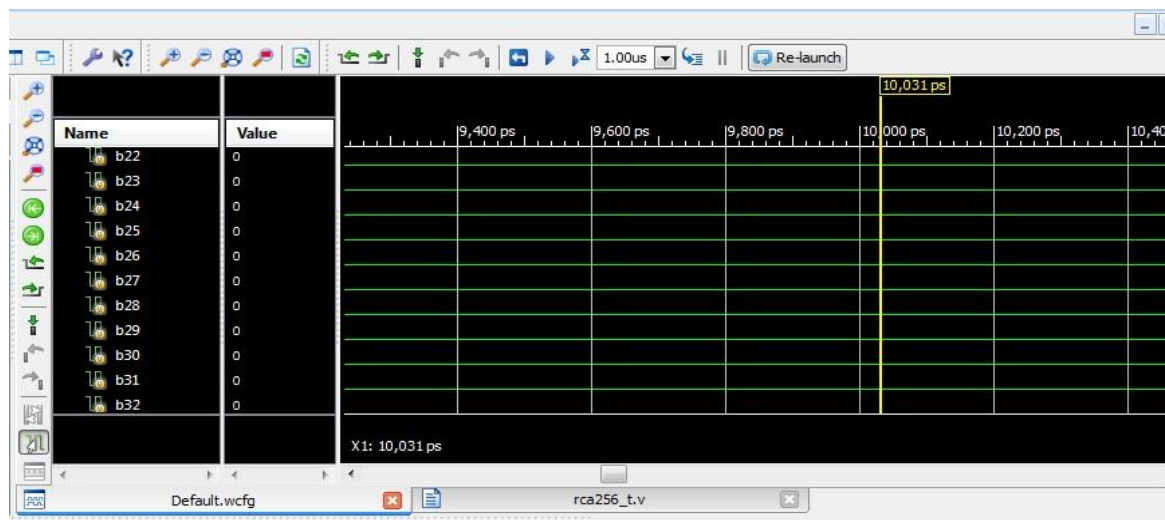 1.00us
Re-launch
10,031 ps
Name Value
9,400 ps 9,600 ps 9,800 ps 10,000 ps 10,200 ps 10,40
b22 0
b23 0
b24 0
b25 0
b26 0
b27 0
b28 0
b29 0
b30 0
b31 0
b32 0
X1: 10,031 ps
Default.wcfg rca256_t.v